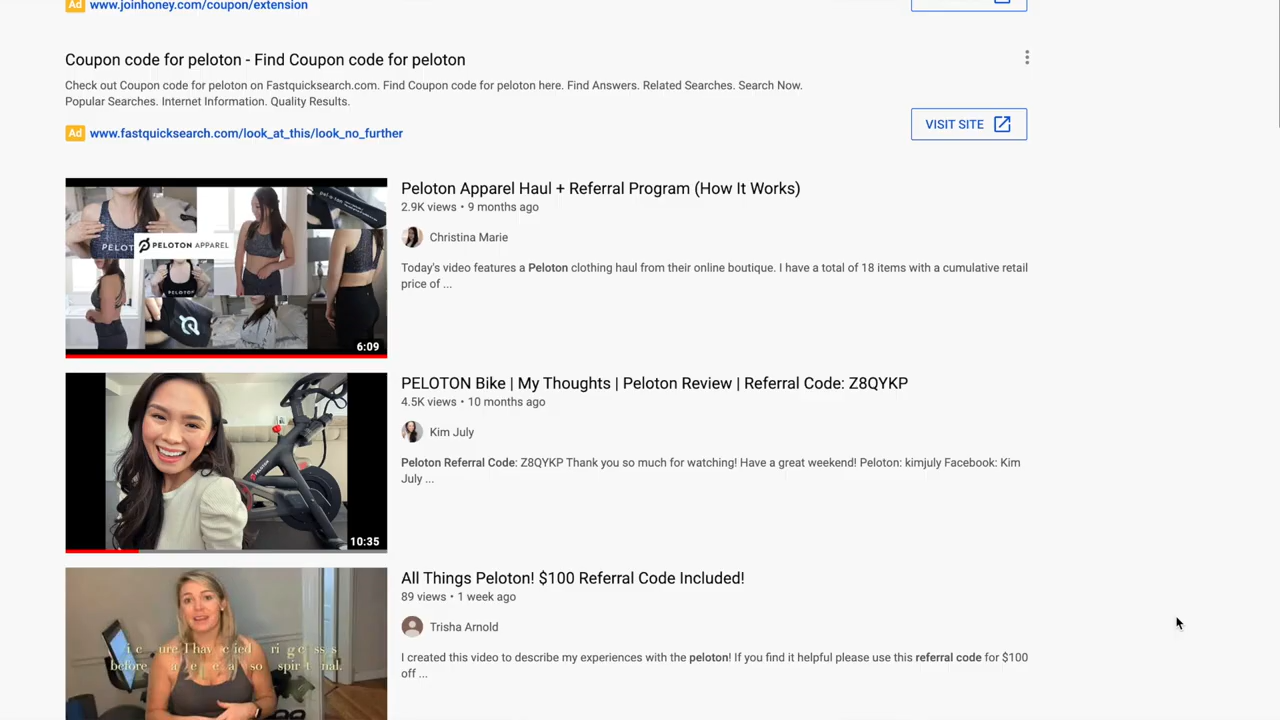 Ad www.joinhoney.com/coupon/extension
Coupon code for peloton - Find Coupon code for peloton
Check out Coupon code for peloton on Fastquicksearch.com. Find Coupon code for peloton here. Find Answers. Related Searches. Search Now.
Popular Searches. Internet Information. Quality Results.
Ad www.fastquicksearch.com/look_at_this/look_no_further
VISIT SITE
PELOTON APPAREL
6:09
Peloton Apparel Haul + Referral Program (How It Works)
2.9K views • 9 months ago
Christina Marie
Today's video features a Peloton clothing haul from their online boutique. I have a total of 18 items with a cumulative retail
price of ...
10:35
PELOTON Bike | My Thoughts | Peloton Review | Referral Code: Z8QYKP
4.5K views • 10 months ago
Kim July
Peloton Referral Code: Z8QYKP Thank you so much for watching! Have a great weekend! Peloton: kimjuly Facebook: Kim
July ...
All Things Peloton! $100 Referral Code Included!
89 views • 1 week ago
Trisha Arnold
I created this video to describe my experiences with the peloton! If you find it helpful please use this referral code for $100
off ...